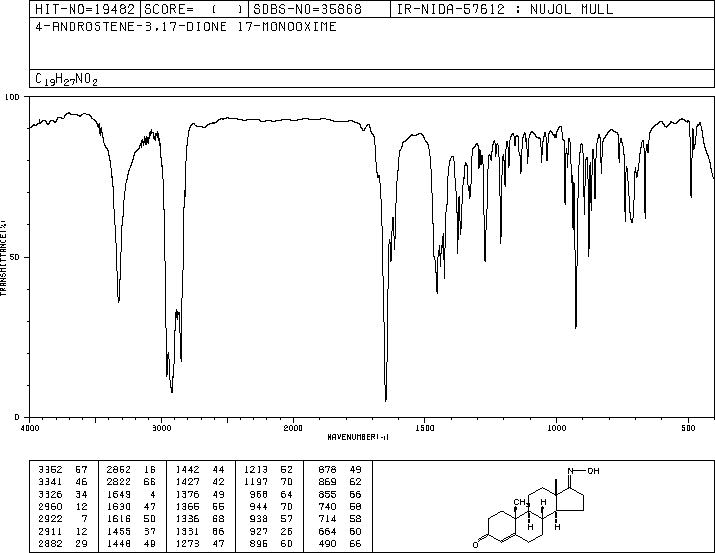 HIT-NO=19482 SCORE= ( ) SDBS-NO=35868 IR-NIDA-57612 : NUJOL MULL
4-ANDROSTENE-3,17-DIONE 17-MONOOXIME
C19H27NO2
100
50
0
TRANSMITTANCE(%)
4000 3000 2000 1500 1000 500
WAVENUMBER(-1)
3352 67 2852 16 1442 44 1213 52 878 49
3341 46 2822 66 1427 42 1197 70 869 62
3326 34 1649 4 1376 49 968 64 855 66
2960 12 1630 47 1365 55 944 70 740 58
2922 7 1616 50 1336 68 938 57 714 58
2911 12 1455 37 1331 66 927 26 664 60
2882 29 1448 49 1273 47 896 60 490 66
N OH
CH3 H
H H
O